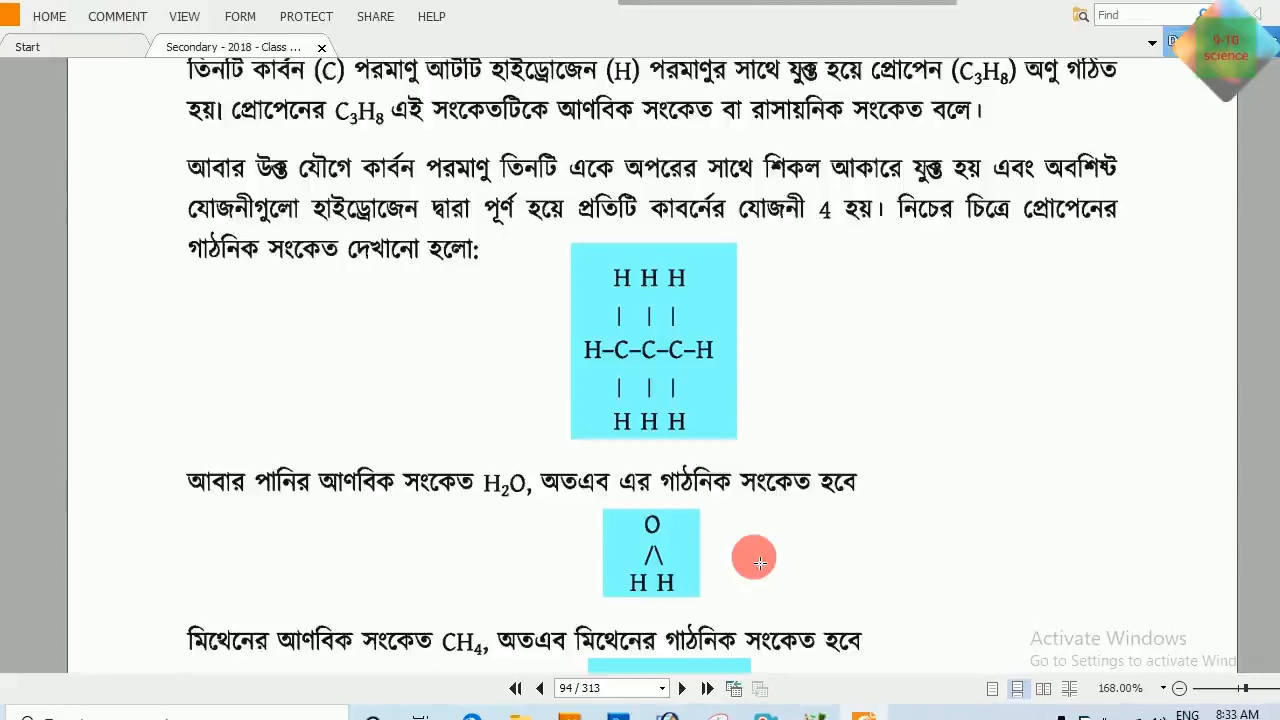 HOME COMMENT VIEW FORM PROTECT SHARE HELP
Find
Start Secondary - 2018 - Class ... x
9-10
science
তিনটি কার্বন (C) পরমাণু আটটি হাইড্রোজেন (H) পরমাণুর সাথে যুক্ত হয়ে প্রোপেন (C₃H₈) অণু গঠিত
হয়। প্রোপেনের C₃H₈ এই সংকেতটিকে আণবিক সংকেত বা রাসায়নিক সংকেত বলে।
আবার উক্ত যৌগে কার্বন পরমাণু তিনটি একে অপরের সাথে শিকল আকারে যুক্ত হয় এবং অবশিষ্ট
যোজনীগুলো হাইড্রোজেন দ্বারা পূর্ণ হয়ে প্রতিটি কাবর্নের যোজনী 4 হয়। নিচের চিত্রে প্রোপেনের
গাঠনিক সংকেত দেখানো হলো:
H H H
| | |
H–C–C–C–H
| | |
H H H
আবার পানির আণবিক সংকেত H₂O, অতএব এর গাঠনিক সংকেত হবে
O
/\
H H
মিথেনের আণবিক সংকেত CH₄, অতএব মিথেনের গাঠনিক সংকেত হবে
Activate Windows
Go to Settings to activate Wind
94 / 313
168.00%
ENG 8:33 AM